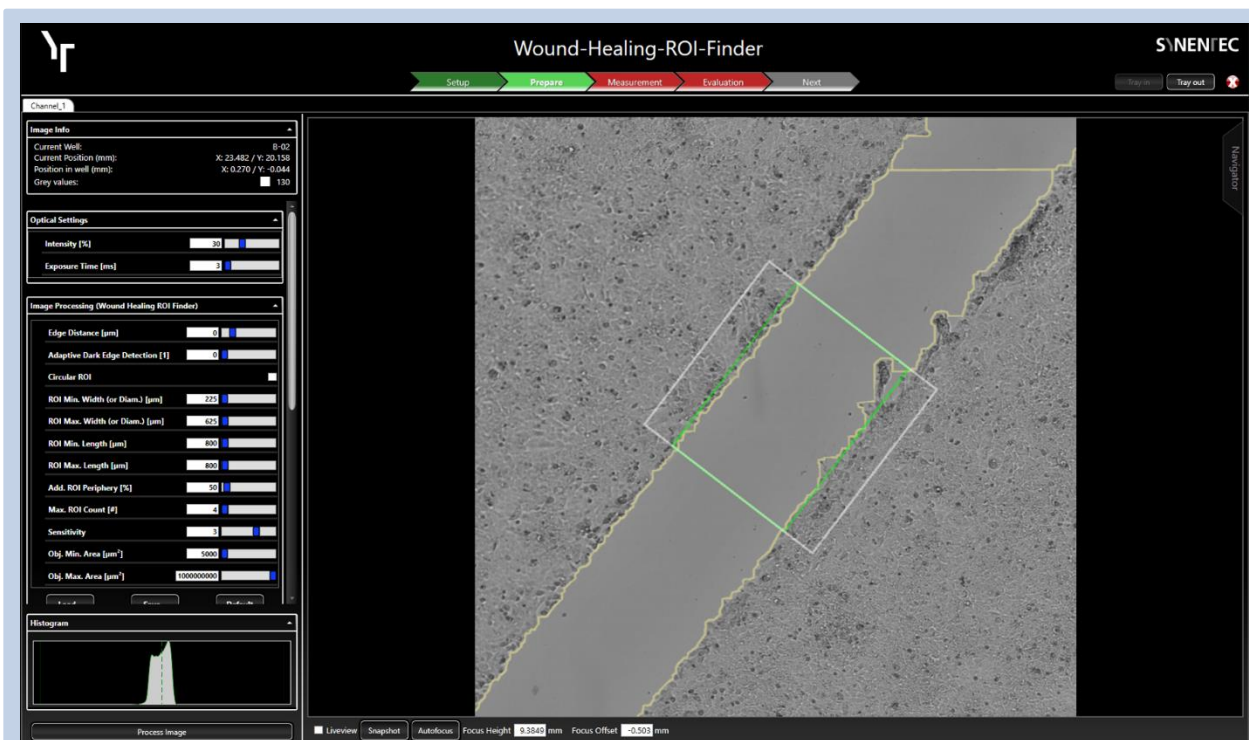 Wound-Healing-ROI-Finder
SYNENTEC
Setup Prepare Measurement Evaluation Next
Tray in Tray out
Channel_1
Image Info
Current Well: B-02
Current Position (mm): X: 23.482 / Y: 20.158
Position in well (mm): X: 0.270 / Y: -0.044
Grey values: 130
Navigator
Optical Settings
Intensity [%] 30
Exposure Time [ms] 3
Image Processing (Wound Healing ROI Finder)
Edge Distance [µm] 0
Adaptive Dark Edge Detection [1] 0
Circular ROI
ROI Min. Width (or Diam.) [µm] 225
ROI Max. Width (or Diam.) [µm] 625
ROI Min. Length [µm] 800
ROI Max. Length [µm] 800
Add. ROI Periphery [%] 50
Max. ROI Count [#] 4
Sensitivity 3
Obj. Min. Area [µm²] 5000
Obj. Max. Area [µm²] 1000000000
Load Save Default
Histogram
Process Image
Liveview Snapshot Autofocus Focus Height 9.3849 mm Focus Offset -0.503 mm